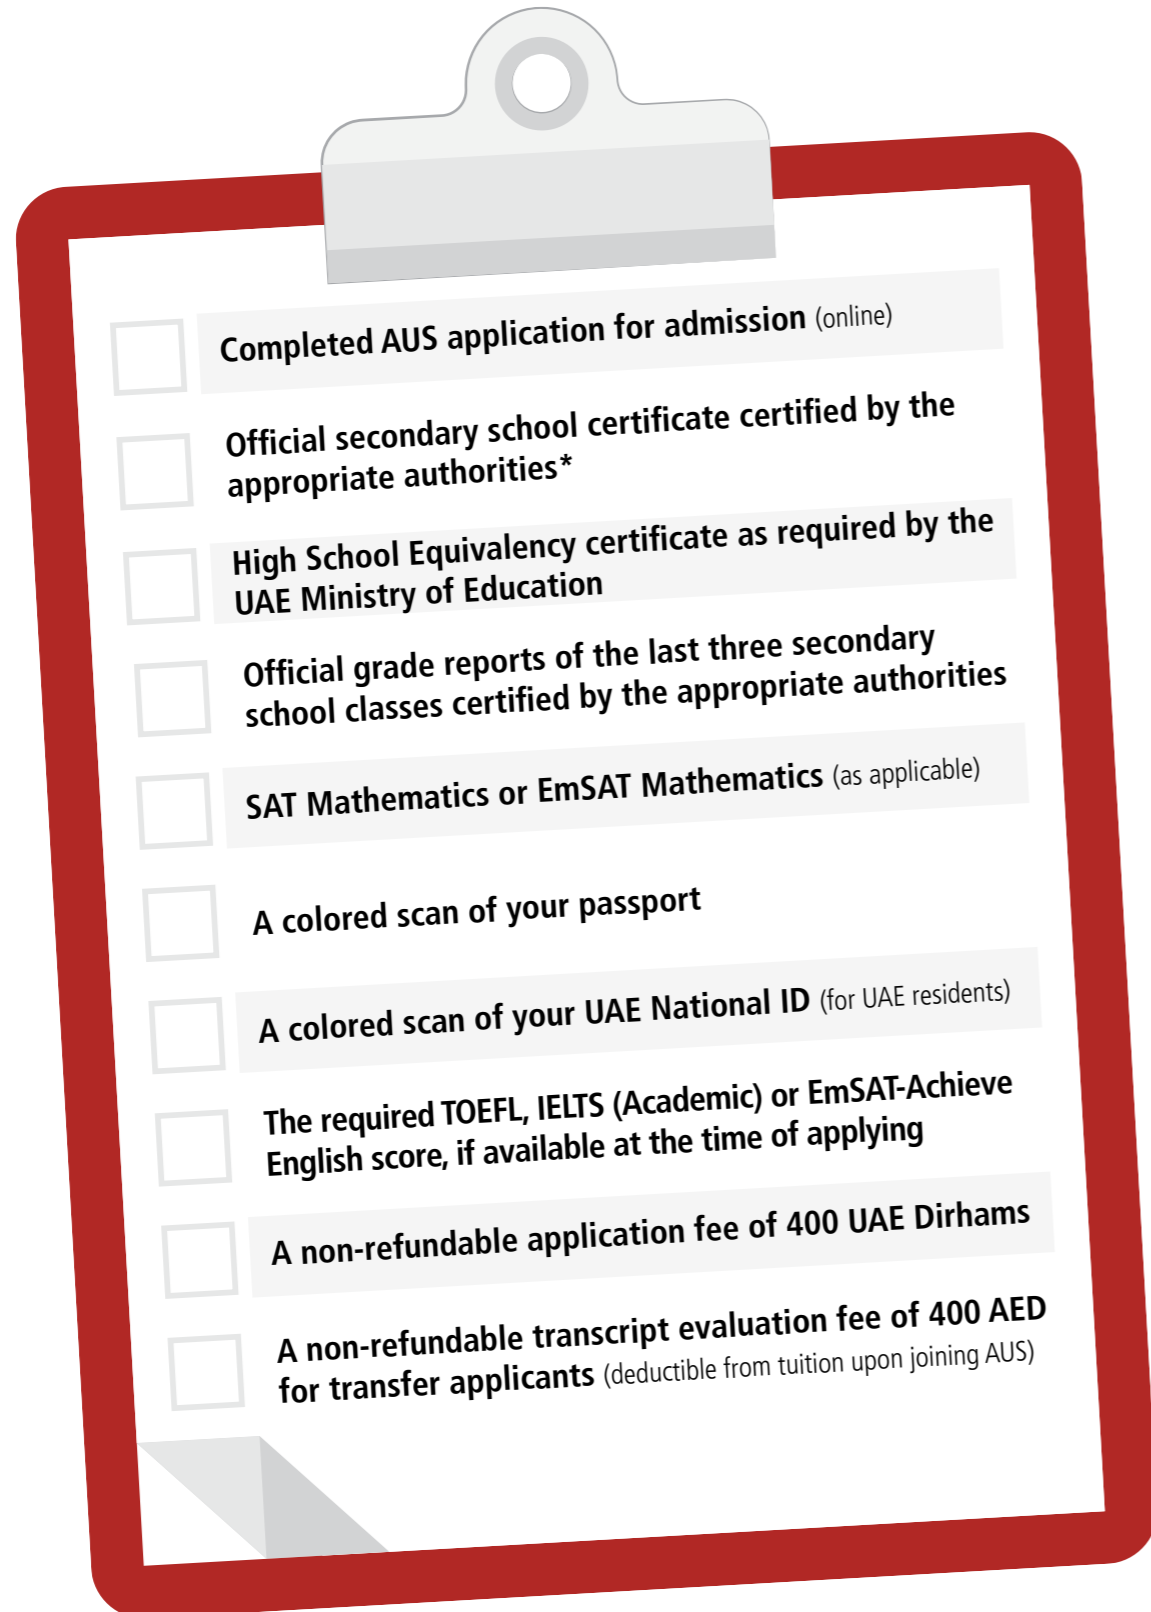 Completed AUS application for admission (online)
Official secondary school certificate certified by the
appropriate authorities*
High School Equivalency certificate as required by the
UAE Ministry of Education
Official grade reports of the last three secondary
school classes certified by the appropriate authorities
SAT Mathematics or EmSAT Mathematics (as applicable)
A colored scan of your passport
A colored scan of your UAE National ID (for UAE residents)
The required TOEFL, IELTS (Academic) or EmSAT-Achieve
English score, if available at the time of applying
A non-refundable application fee of 400 UAE Dirhams
A non-refundable transcript evaluation fee of 400 AED
for transfer applicants (deductible from tuition upon joining AUS)